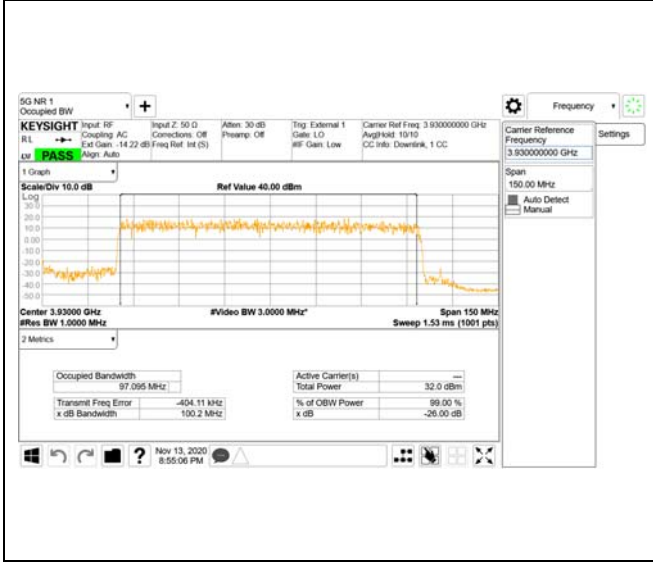 5G NR 1
Occupied BW
Frequency
KEYSIGHT
Input: RF
Input Z: 50 Ω
Atten: 30 dB
Trig: External 1
Carrier Ref Freq: 3.930000000 GHz
R L
Coupling: AC
Corrections: Off
Preamp: Off
Gate: LO
Avg|Hold: 10/10
Ext Gain: -14.22 dB
Freq Ref: Int (S)
#IF Gain: Low
CC Info: Downlink, 1 CC
PASS
Align: Auto
Carrier Reference
Frequency
3.930000000 GHz
Settings
Span
150.00 MHz
Auto Detect
Manual
1 Graph
Scale/Div 10.0 dB
Ref Value 40.00 dBm
Log
30.0
20.0
10.0
0.00
-10.0
-20.0
-30.0
-40.0
-50.0
Center 3.93000 GHz
#Video BW 3.0000 MHz*
Span 150 MHz
#Res BW 1.0000 MHz
Sweep 1.53 ms (1001 pts)
2 Metrics
Occupied Bandwidth
97.095 MHz
Active Carrier(s)
---
Total Power
32.0 dBm
Transmit Freq Error
-404.11 kHz
% of OBW Power
99.00 %
x dB Bandwidth
100.2 MHz
x dB
-26.00 dB
?
Nov 13, 2020
8:55:06 PM